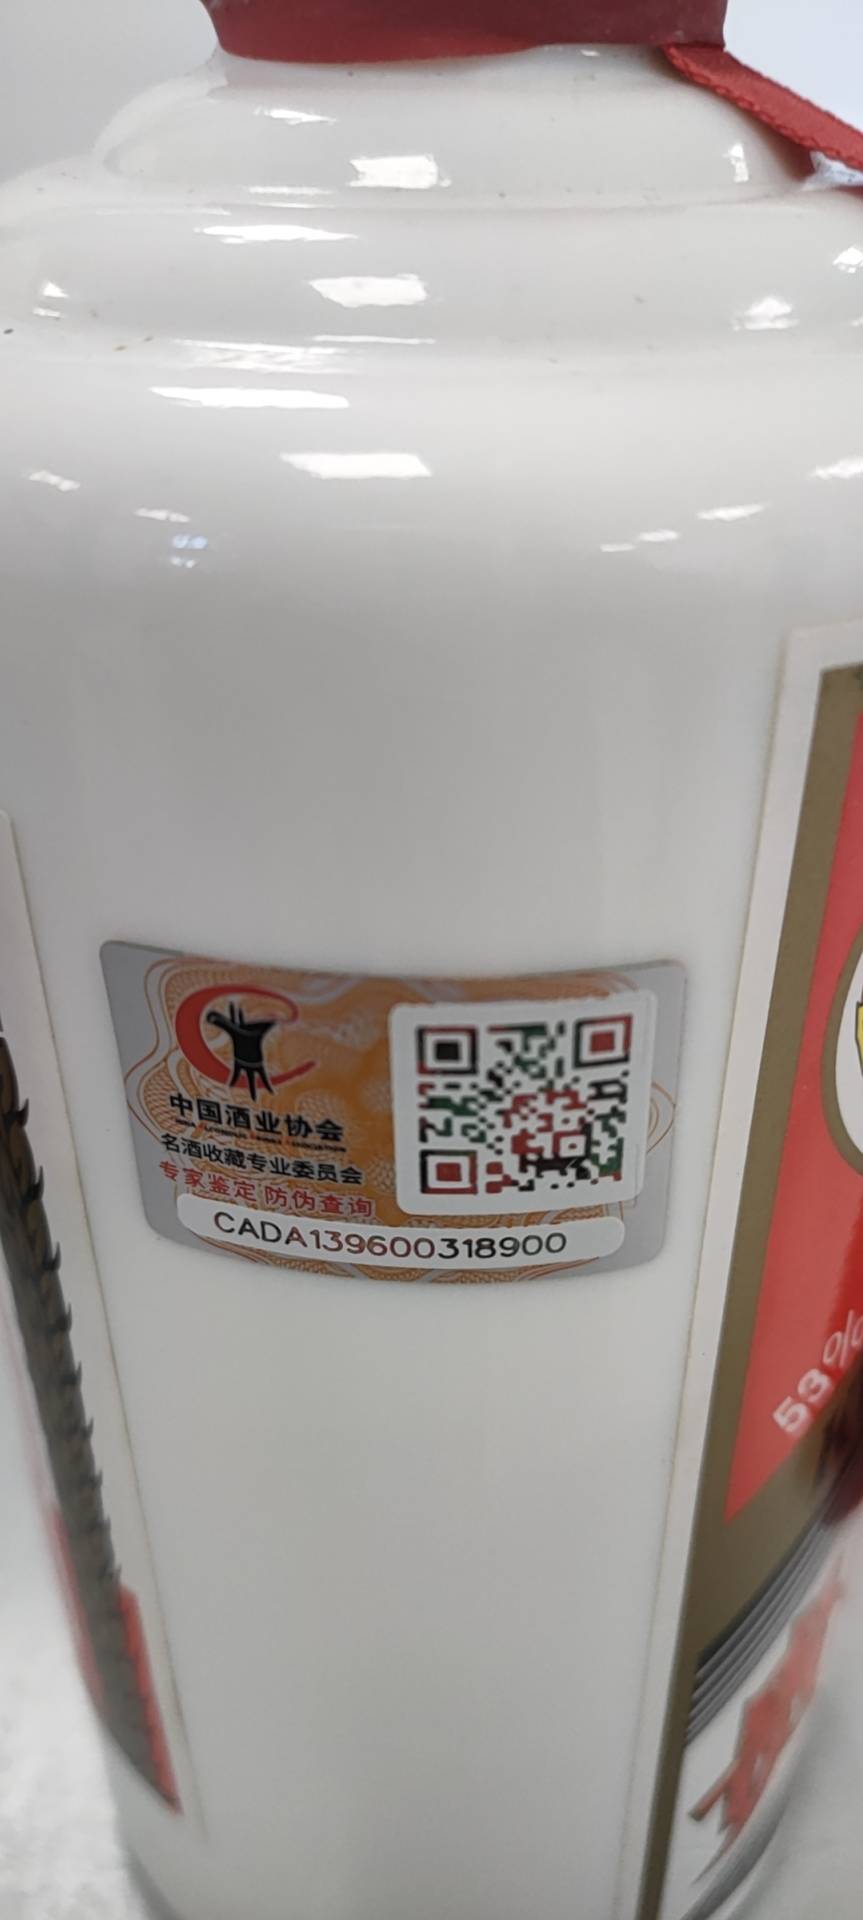 中国酒业协会
名酒收藏专业委员会
专家鉴定 防伪查询
CADA139600318900
53%